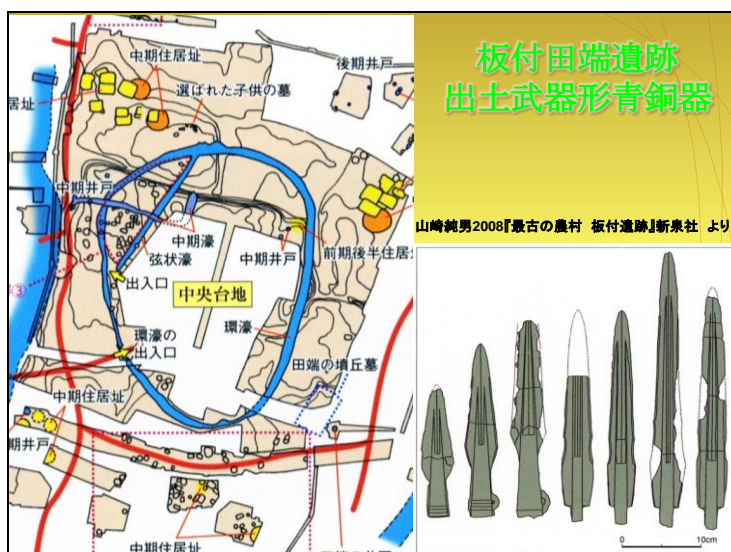 中期住居址
選ばれた子供の墓
後期井戸
居址
中期井戸
中期濠
弦状濠
中期井戸
前期後半住居址
③
出入口
中央台地
環濠
環濠の
出入口
田端の墳丘墓
中期住居址
期井戸
中期住居址
板付田端遺跡
出土武器形青銅器
山崎純男2008『最古の農村 板付遺跡』新泉社 より
0 10cm